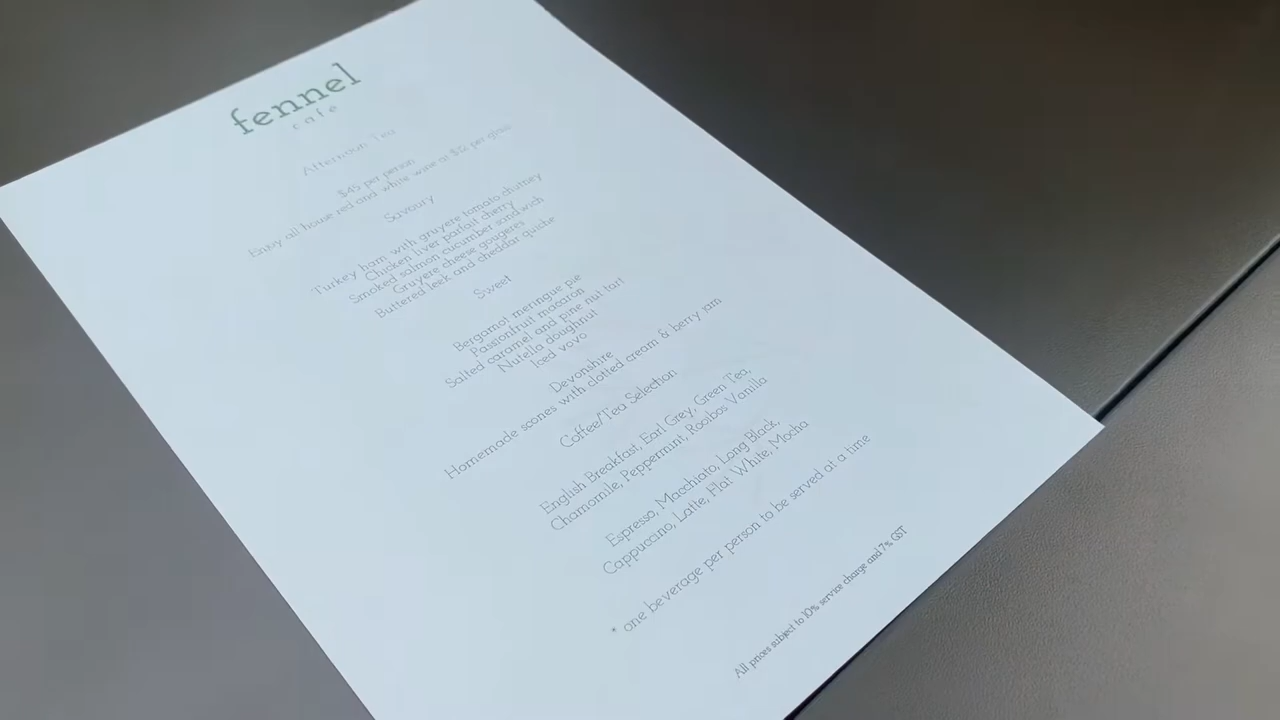 fennel
cafe
Afternoon Tea
$45 per person
Enjoy all house red and white wine at $12 per glass
Savoury
Turkey ham with gruyere tomato chutney
Chicken liver parfait cherry
Smoked salmon cucumber sandwich
Gruyere cheese gougeres
Buttered leek and cheddar quiche
Sweet
Bergamot meringue pie
Passionfruit macaron
Salted caramel and pine nut tart
Nutella doughnut
Iced vovo
Devonshire
Homemade scones with clotted cream & berry jam
Coffee/Tea Selection
English Breakfast, Earl Grey, Green Tea,
Chamomile, Peppermint, Rooibos Vanilla
Espresso, Macchiato, Long Black,
Cappuccino, Latte, Flat White, Mocha
* one beverage per person to be served at a time
All prices subject to 10% service charge and 7% GST